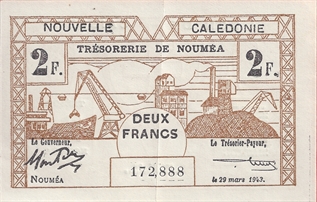 NOUVELLE CALEDONIE
TRÉSORERIE DE NOUMÉA
2F. 2F.
DEUX
FRANCS
Le Gouverneur, Le Trésorier-Payeur,
172,888
NOUMÉA le 29 mars 1943.